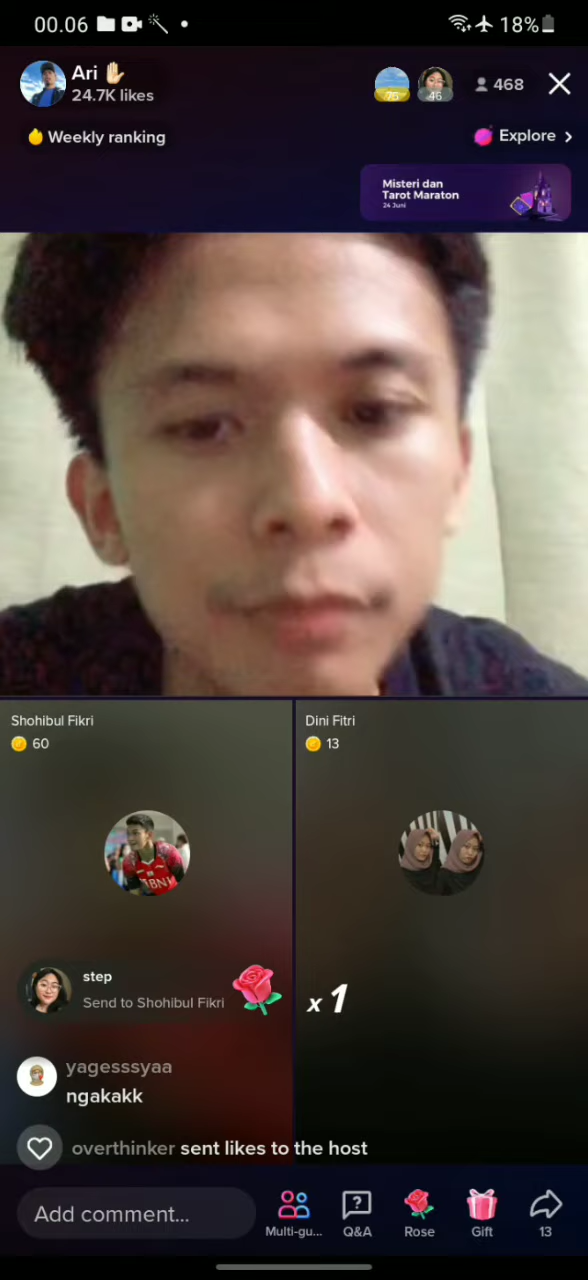 00.06
18%
Ari
24.7K likes
75
46
468
Weekly ranking
Explore
Misteri dan
Tarot Maraton
24 Juni
Shohibul Fikri
60
Dini Fitri
13
BNI
step
Send to Shohibul Fikri
x 1
yagesssyaa
ngakakk
overthinker sent likes to the host
Add comment...
Multi-gu...
Q&A
Rose
Gift
13